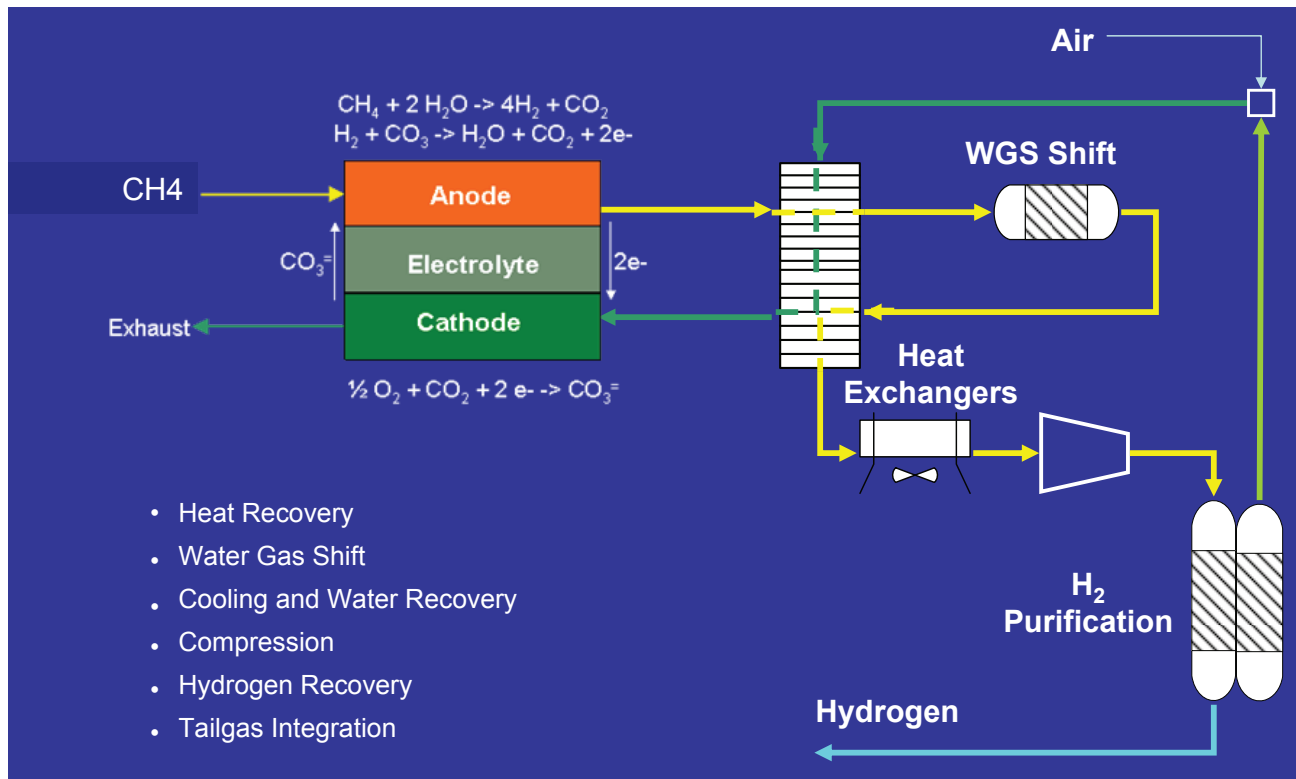 Air
CH₄ + 2 H₂O -> 4H₂ + CO₂
H₂ + CO₃ -> H₂O + CO₂ + 2e-
WGS Shift
CH4
Anode
CO₃⁼
Electrolyte
2e-
Exhaust
Cathode
½ O₂ + CO₂ + 2 e- -> CO₃⁼
Heat
Exchangers
• Heat Recovery
• Water Gas Shift
• Cooling and Water Recovery
• Compression
• Hydrogen Recovery
• Tailgas Integration
H₂
Purification
Hydrogen